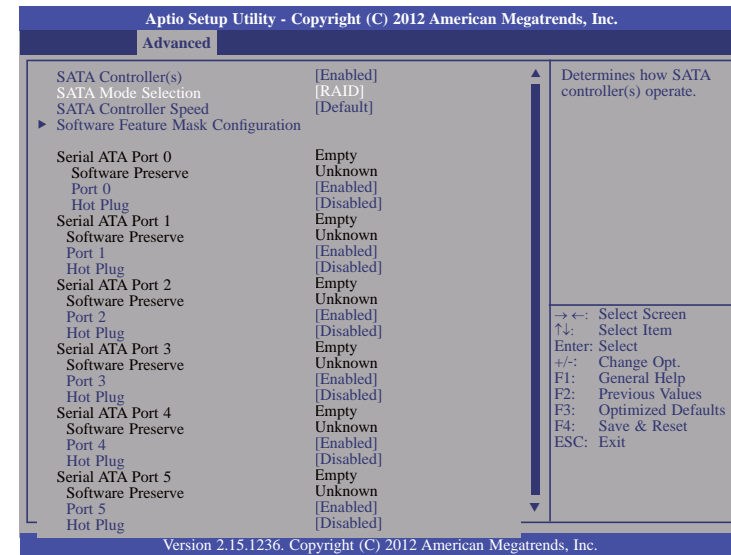 Aptio Setup Utility - Copyright (C) 2012 American Megatrends, Inc.
Advanced
SATA Controller(s) [Enabled]
SATA Mode Selection [RAID]
SATA Controller Speed [Default]
► Software Feature Mask Configuration
Serial ATA Port 0 Empty
Software Preserve Unknown
Port 0 [Enabled]
Hot Plug [Disabled]
Serial ATA Port 1 Empty
Software Preserve Unknown
Port 1 [Enabled]
Hot Plug [Disabled]
Serial ATA Port 2 Empty
Software Preserve Unknown
Port 2 [Enabled]
Hot Plug [Disabled]
Serial ATA Port 3 Empty
Software Preserve Unknown
Port 3 [Enabled]
Hot Plug [Disabled]
Serial ATA Port 4 Empty
Software Preserve Unknown
Port 4 [Enabled]
Hot Plug [Disabled]
Serial ATA Port 5 Empty
Software Preserve Unknown
Port 5 [Enabled]
Hot Plug [Disabled]
Determines how SATA
controller(s) operate.
→←: Select Screen
↑↓: Select Item
Enter: Select
+/-: Change Opt.
F1: General Help
F2: Previous Values
F3: Optimized Defaults
F4: Save & Reset
ESC: Exit
Version 2.15.1236. Copyright (C) 2012 American Megatrends, Inc.